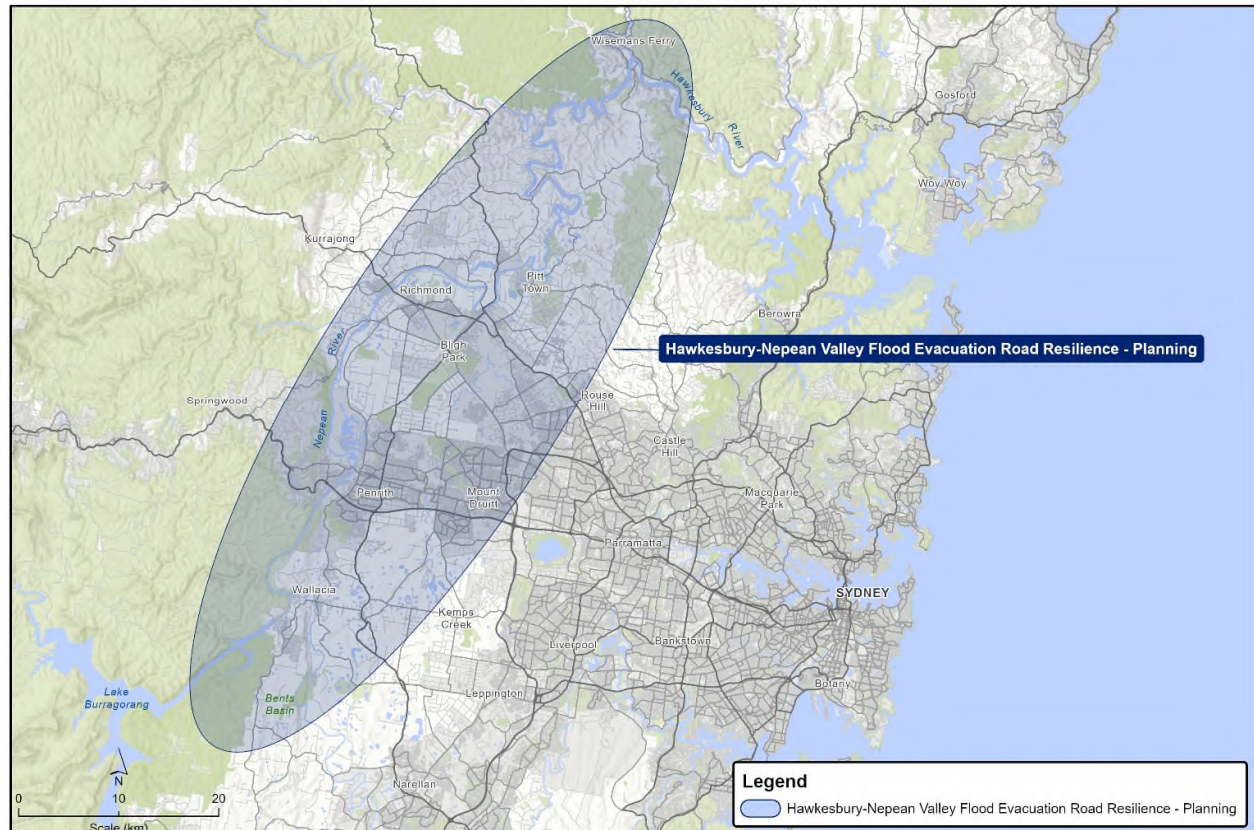 Wisemans Ferry
Hawkesbury
River
Gosford
Woy Woy
Kurrajong
Richmond
Pitt
Town
Berowra
River
Bligh
Park
Hawkesbury-Nepean Valley Flood Evacuation Road Resilience - Planning
Springwood
Nepean
Rouse
Hill
Castle
Hill
Penrith
Mount
Druitt
Macquarie
Park
Parramatta
Wallacia
SYDNEY
Kemps
Creek
Liverpool
Bankstown
Lake
Burragorang
Bents
Basin
Leppington
Botany
N
Narellan
0
10
20
Scale (km)
Legend
Hawkesbury-Nepean Valley Flood Evacuation Road Resilience - Planning